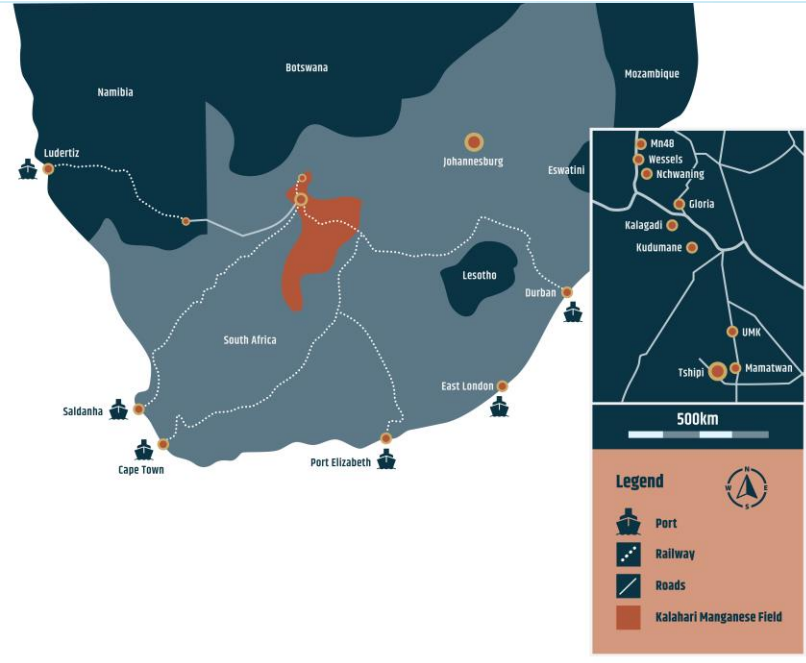 Botswana
Namibia
Mozambique
Ludertiz
Johannesburg
Eswatini
Lesotho
Durban
South Africa
East London
Saldanha
Cape Town
Port Elizabeth
Mn48
Wessels
Nchwaning
Gloria
Kalagadi
Kudumane
UMK
Tshipi
Mamatwan
500km
Legend
N
W
E
S
Port
Railway
Roads
Kalahari Manganese Field